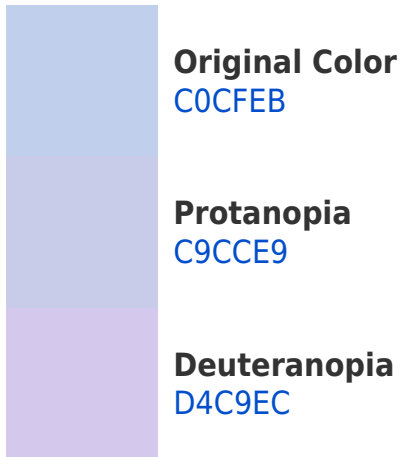 Original Color
C0CFEB
Protanopia
C9CCE9
Deuteranopia
D4C9EC